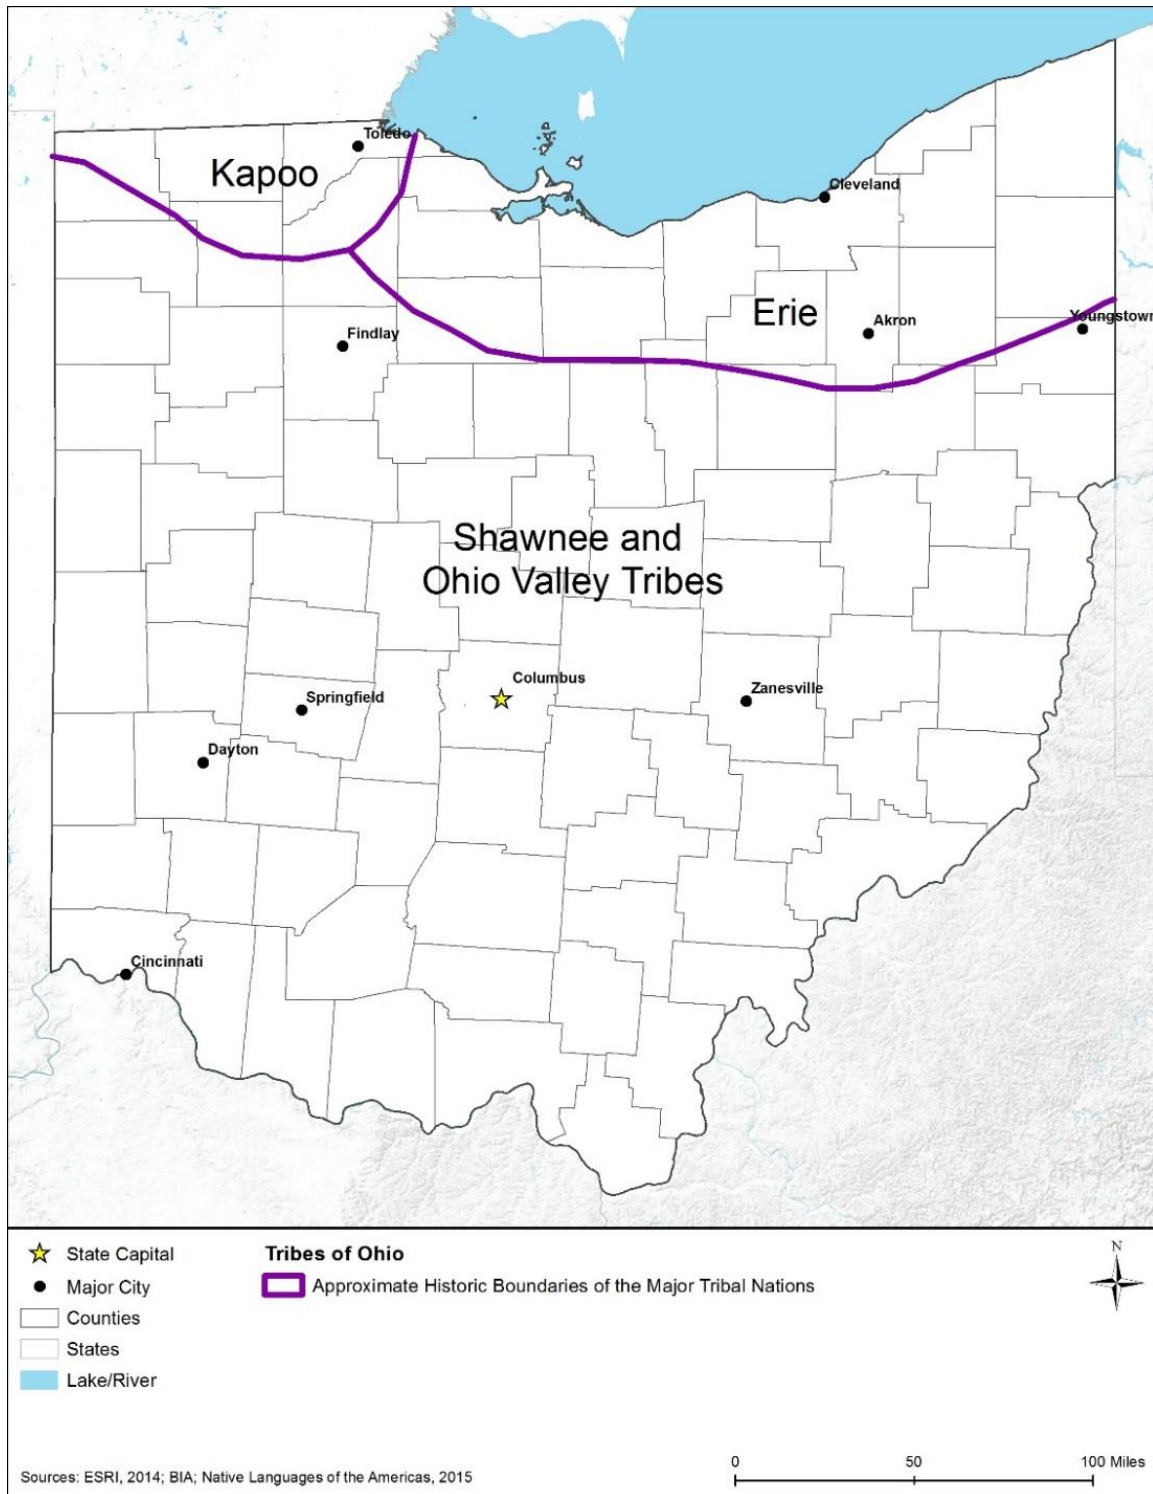 Toledo
Kapoo
Cleveland
Erie
Akron
Youngstown
Findlay
Shawnee and
Ohio Valley Tribes
Columbus
Zanesville
Springfield
Dayton
Cincinnati
State Capital
Major City
Counties
States
Lake/River
Tribes of Ohio
Approximate Historic Boundaries of the Major Tribal Nations
N
Sources: ESRI, 2014; BIA; Native Languages of the Americas, 2015
0 50 100 Miles